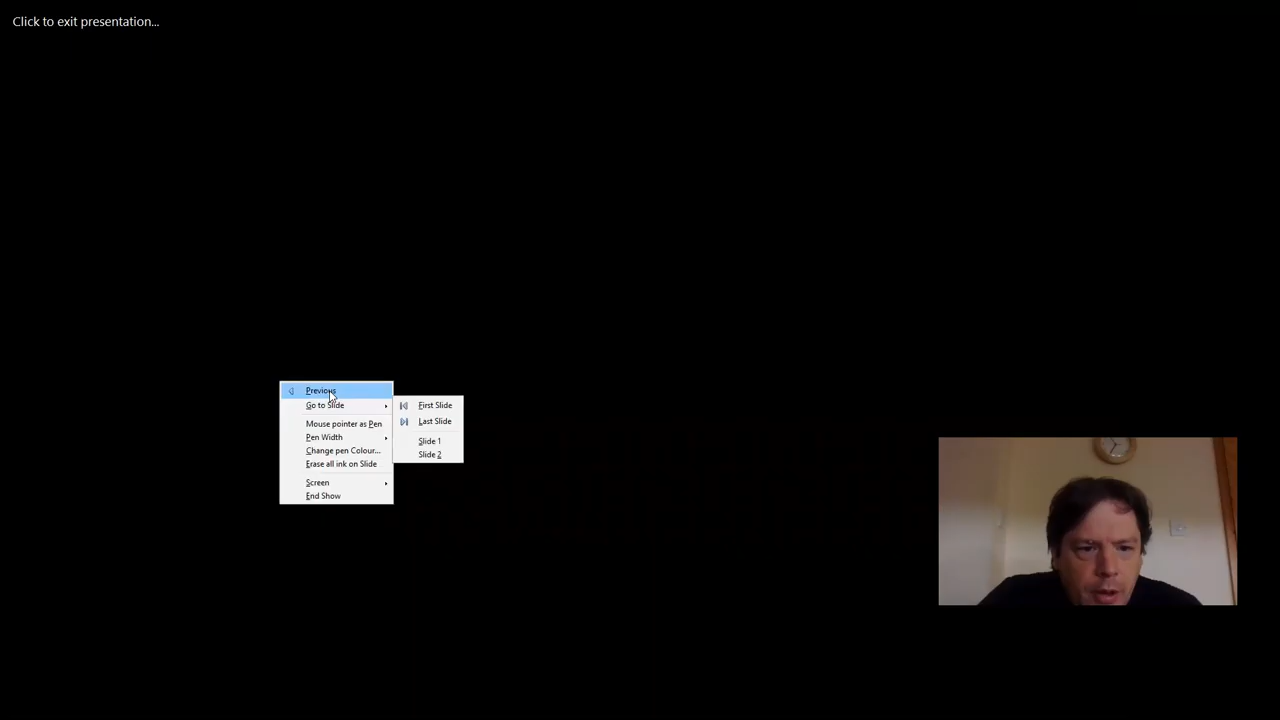 Click to exit presentation...
Previous
Go to Slide
Mouse pointer as Pen
Pen Width
Change pen Colour...
Erase all ink on Slide
Screen
End Show
First Slide
Last Slide
Slide 1
Slide 2